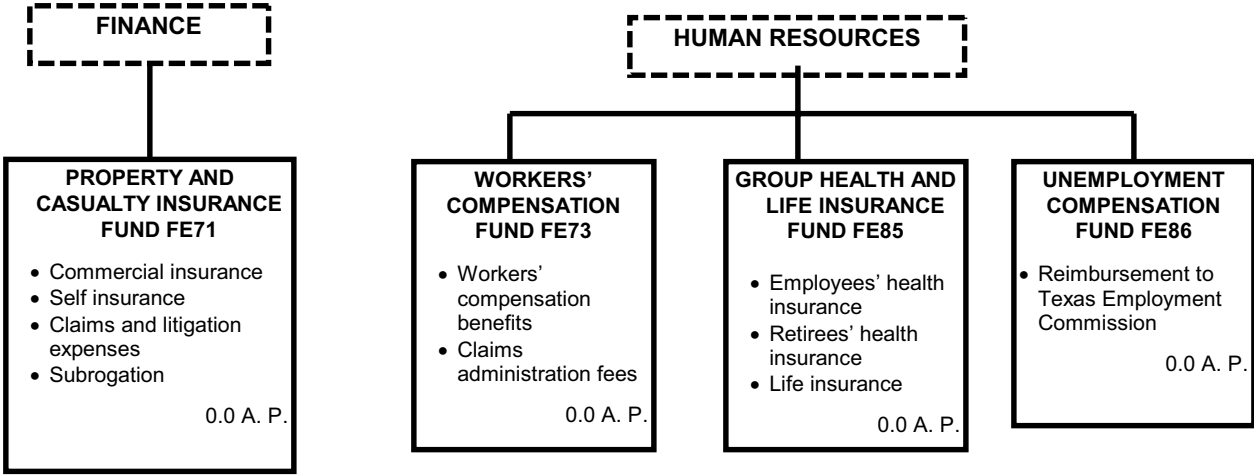 FINANCE
HUMAN RESOURCES
PROPERTY AND
CASUALTY INSURANCE
FUND FE71
• Commercial insurance
• Self insurance
• Claims and litigation
expenses
• Subrogation
0.0 A. P.
WORKERS’
COMPENSATION
FUND FE73
• Workers’
compensation
benefits
• Claims
administration fees
0.0 A. P.
GROUP HEALTH AND
LIFE INSURANCE
FUND FE85
• Employees’ health
insurance
• Retirees’ health
insurance
• Life insurance
0.0 A. P.
UNEMPLOYMENT
COMPENSATION
FUND FE86
• Reimbursement to
Texas Employment
Commission
0.0 A. P.